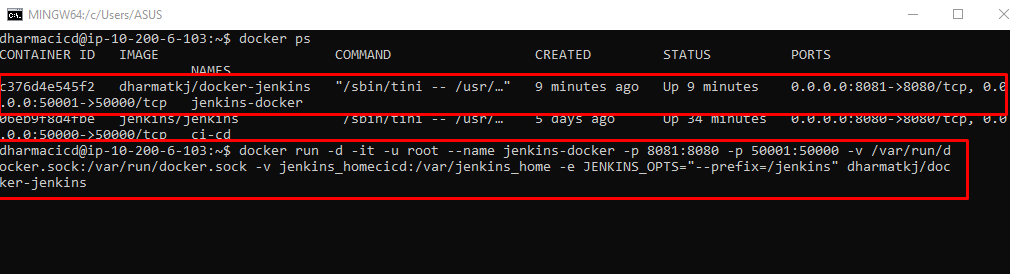 MINGW64:/c/Users/ASUS
dharmacicd@ip-10-200-6-103:~$ docker ps
CONTAINER ID   IMAGE                    COMMAND                  CREATED         STATUS          PORTS
                        NAMES
c376d4e545f2   dharmatkj/docker-jenkins   "/sbin/tini -- /usr/…"   9 minutes ago   Up 9 minutes    0.0.0.0:8081->8080/tcp, 0.0
.0.0:50001->50000/tcp   jenkins-docker
06eb9f8d4fbe   jenkins/jenkins            "/sbin/tini -- /usr/…"   5 days ago      Up 34 minutes   0.0.0.0:8080->8080/tcp, 0.0
.0.0:50000->50000/tcp   ci-cd
dharmacicd@ip-10-200-6-103:~$ docker run -d -it -u root --name jenkins-docker -p 8081:8080 -p 50001:50000 -v /var/run/d
ocker.sock:/var/run/docker.sock -v jenkins_homecicd:/var/jenkins_home -e JENKINS_OPTS="--prefix=/jenkins" dharmatkj/doc
ker-jenkins